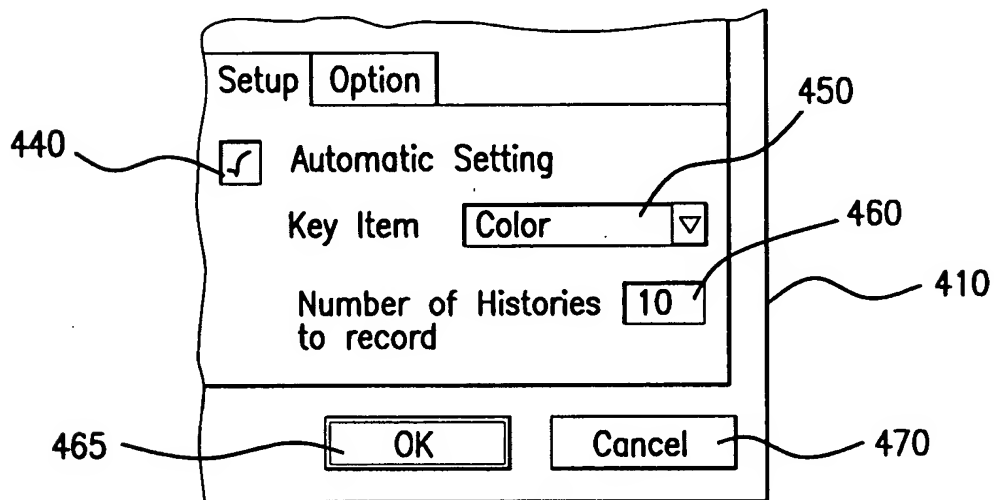 Setup Option
450
440
Automatic Setting
Key Item Color
460
410
Number of Histories 10
to record
465
OK
Cancel
470